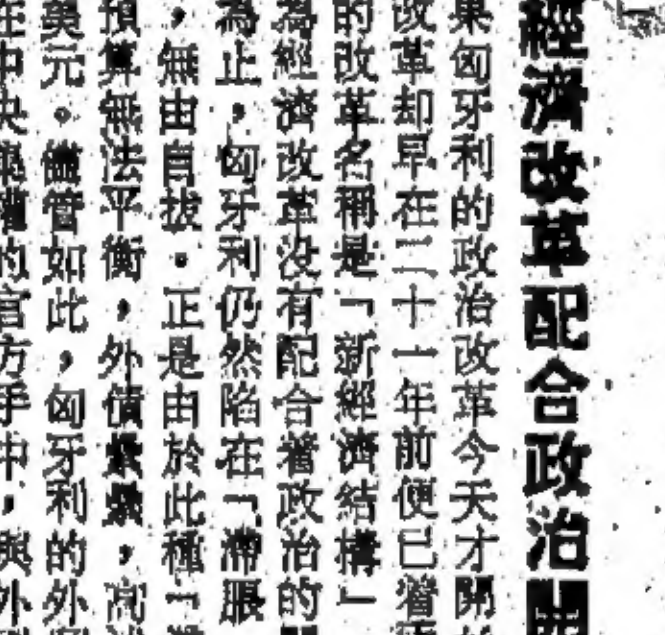 經濟改革配合政治開
果匈牙利的政治改革今天才開
改革却早在二十一年前便已着
的改革名稱是「新經濟結構」
為經濟改革没有配合着政治的
為止,匈牙利仍然陷在「滯脹
,無由自拔。正是由於此種「
預算無法平衡,外債纍纍,高
美元。儘管如此,匈牙利的外
在中央集權的官方手中,與外